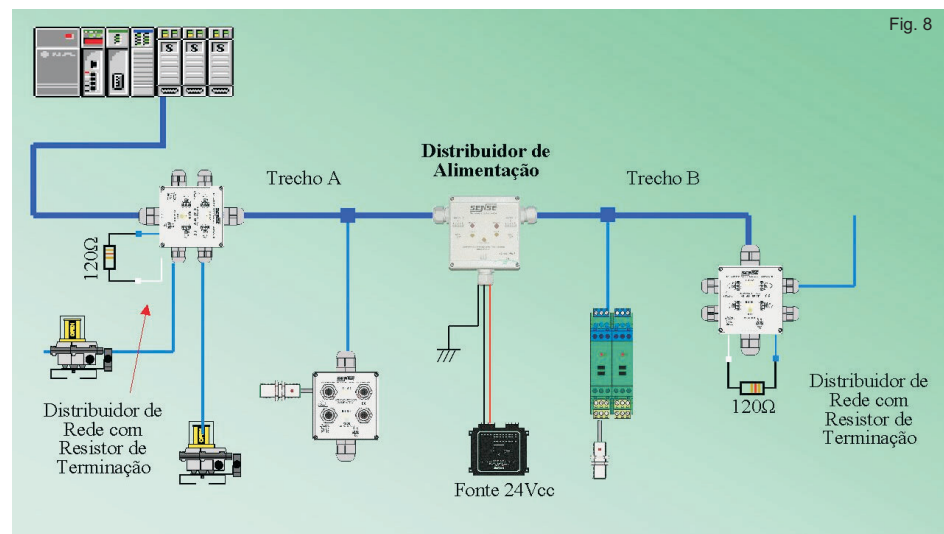 Fig. 8
Distribuidor de
Alimentação
Trecho A
Trecho B
SENSE
120Ω
Distribuidor de
Rede com
Resistor de
Terminação
Fonte 24Vcc
120Ω
Distribuidor de
Rede com
Resistor de
Terminação